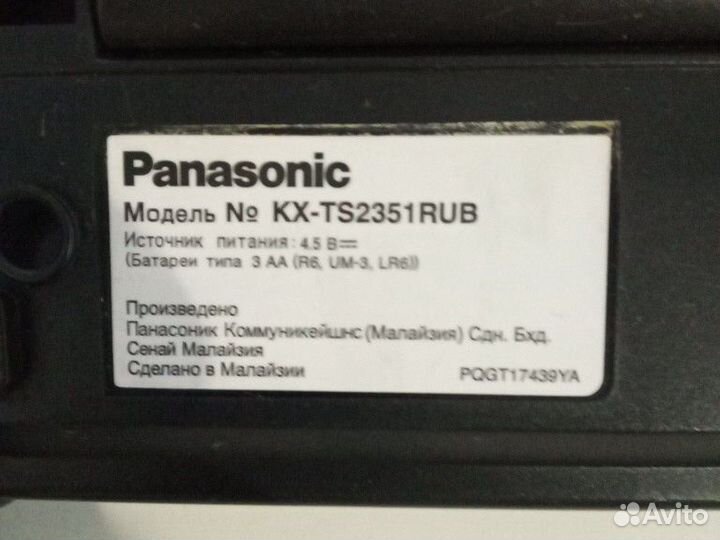 Panasonic
Модель № KX-TS2351RUB
Источник питания: 4.5 В⎓
(Батареи типа 3 AA (R6, UM-3, LR6))
Произведено
Панасоник Коммуникейшнс (Малайзия) Сдн. Бхд.
Сенай Малайзия
Сделано в Малайзии
PQGT17439YA
Avito